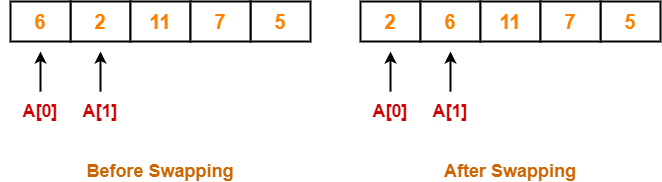 6 2 11 7 5
A[0] A[1]
Before Swapping
2 6 11 7 5
A[0] A[1]
After Swapping